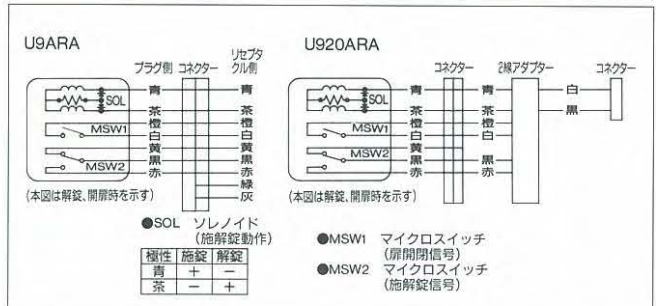 U9ARA
プラグ側 コネクター リセプタクル側
SOL
MSW1
MSW2
青 青
茶 茶
橙 橙
白 白
黄 黄
黒 黒
赤 赤
緑
灰
(本図は解錠、開扉時を示す)
●SOL ソレノイド
(施解錠動作)
極性 施錠 解錠
青 + −
茶 − +
U920ARA
コネクター 2線アダプター コネクター
SOL
MSW1
MSW2
青 青 白
茶 茶 黒
橙 橙
白 白
黄
黒 黒
赤 赤
(本図は解錠、開扉時を示す)
●MSW1 マイクロスイッチ
(扉開閉信号)
●MSW2 マイクロスイッチ
(施解錠信号)